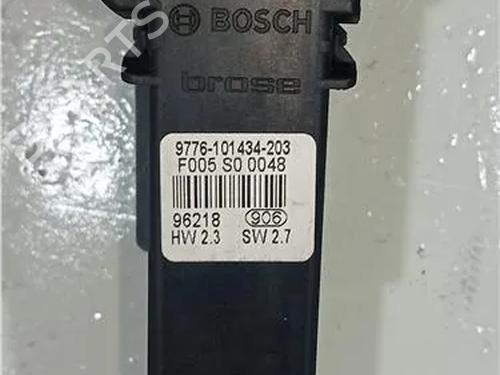 BOSCH
brose
9776-101434-203
F005 S0 0048
96218 906
HW 2.3 SW 2.7